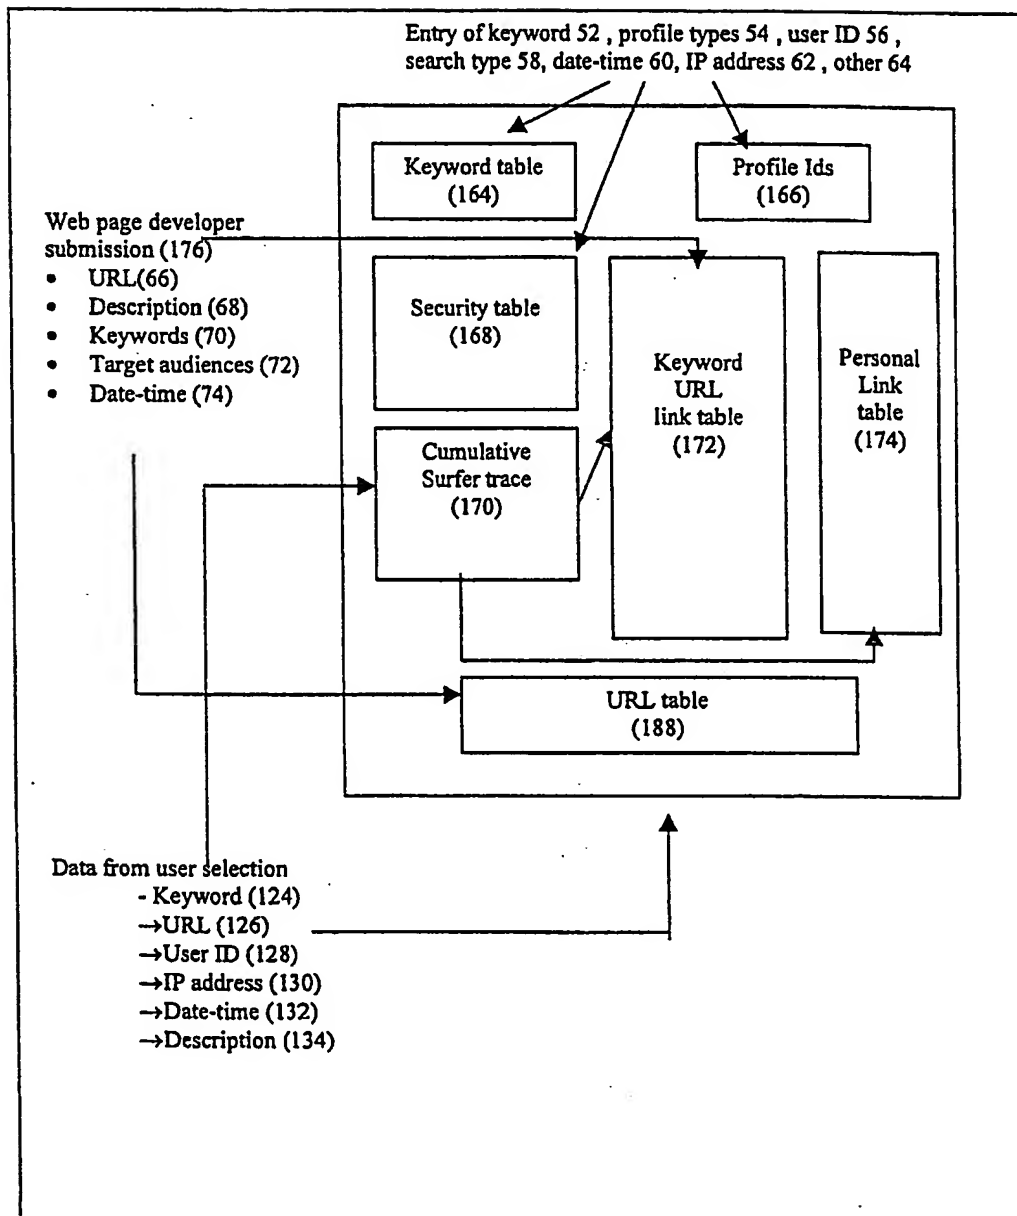 Entry of keyword 52 , profile types 54 , user ID 56 ,
search type 58, date-time 60, IP address 62 , other 64
Keyword table
(164)
Profile Ids
(166)
Web page developer
submission (176)
• URL(66)
• Description (68)
• Keywords (70)
• Target audiences (72)
• Date-time (74)
Security table
(168)
Keyword
URL
link table
(172)
Personal
Link
table
(174)
Cumulative
Surfer trace
(170)
URL table
(188)
Data from user selection
- Keyword (124)
→URL (126)
→User ID (128)
→IP address (130)
→Date-time (132)
→Description (134)